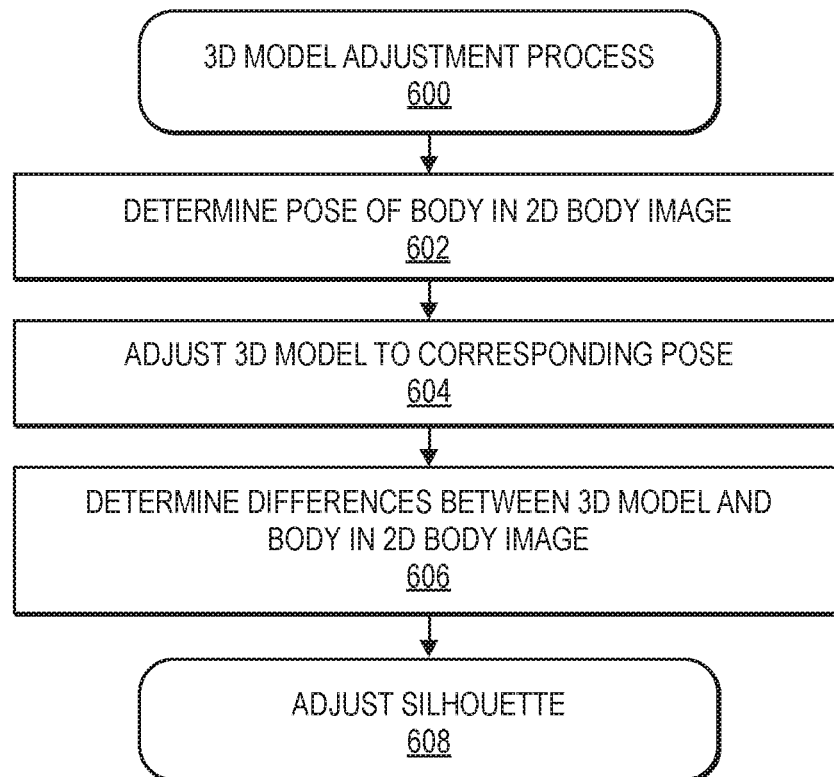 3D MODEL ADJUSTMENT PROCESS
600
DETERMINE POSE OF BODY IN 2D BODY IMAGE
602
ADJUST 3D MODEL TO CORRESPONDING POSE
604
DETERMINE DIFFERENCES BETWEEN 3D MODEL AND
BODY IN 2D BODY IMAGE
606
ADJUST SILHOUETTE
608